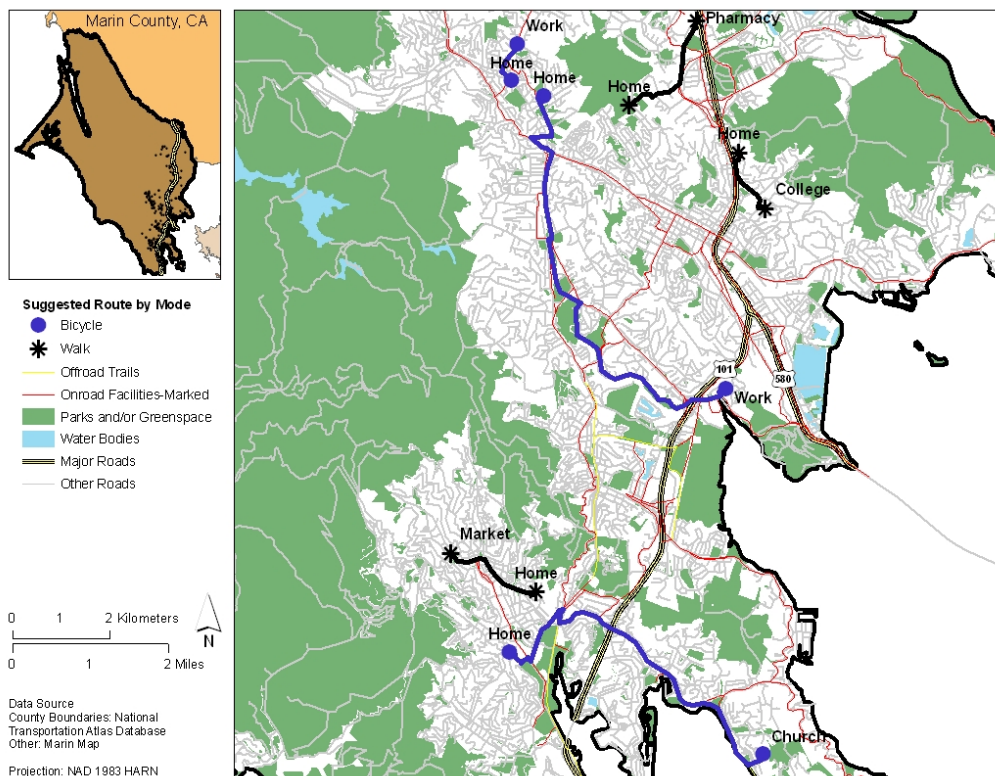 Marin County, CA
Suggested Route by Mode
Bicycle
Walk
Offroad Trails
Onroad Facilities-Marked
Parks and/or Greenspace
Water Bodies
Major Roads
Other Roads
0 1 2 Kilometers
0 1 2 Miles
N
Data Source
County Boundaries: National
Transportation Atlas Database
Other: Marin Map
Projection: NAD 1983 HARN
Pharmacy
Work
Home
Home
Home
Home
College
101
580
Work
Market
Home
Home
Church